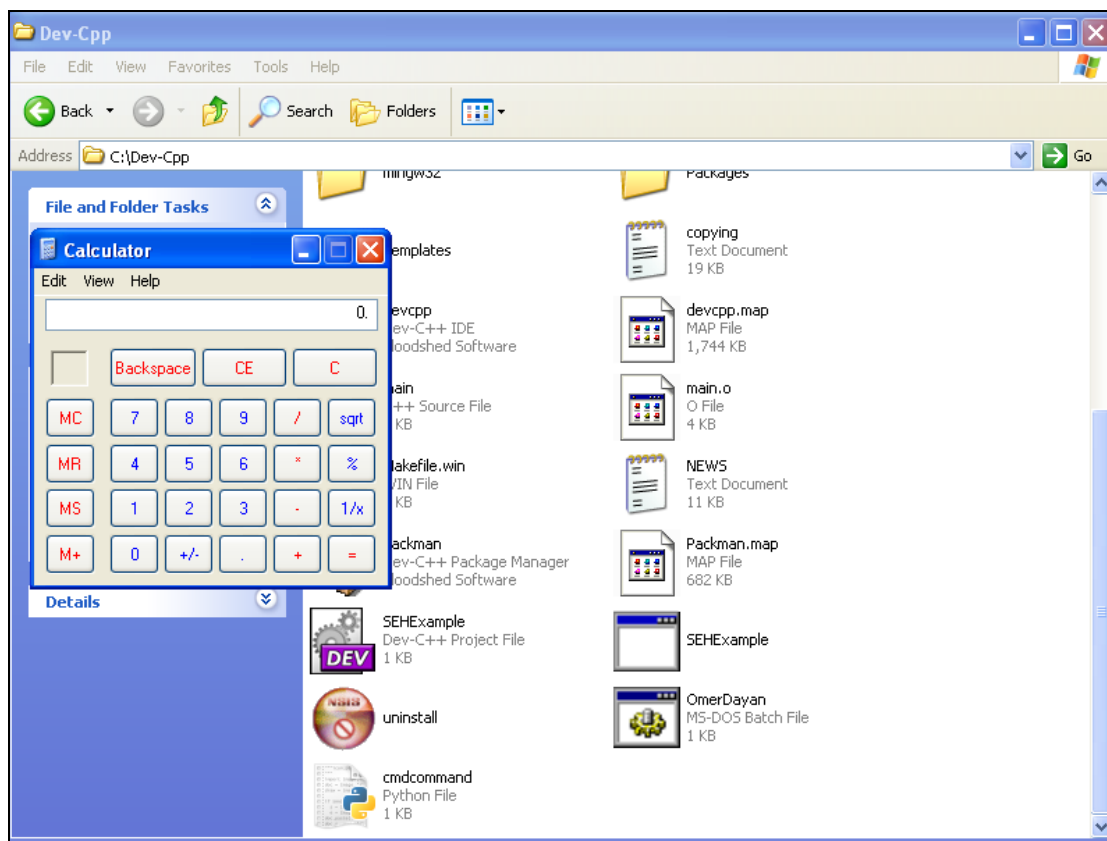 Dev-Cpp
File Edit View Favorites Tools Help
Back Search Folders
Address C:\Dev-Cpp Go
File and Folder Tasks
Details
Calculator
Edit View Help
0.
Backspace CE C
MC 7 8 9 / sqrt
MR 4 5 6 * %
MS 1 2 3 - 1/x
M+ 0 +/- . + =
mingw32
Packages
emplates
copying
Text Document
19 KB
evcpp
ev-C++ IDE
loodshed Software
devcpp.map
MAP File
1,744 KB
ain
++ Source File
KB
main.o
O File
4 KB
akefile.win
IN File
KB
NEWS
Text Document
11 KB
ackman
ev-C++ Package Manager
loodshed Software
Packman.map
MAP File
682 KB
SEHExample
Dev-C++ Project File
1 KB
DEV
SEHExample
NSIS
uninstall
OmerDayan
MS-DOS Batch File
1 KB
cmdcommand
Python File
1 KB